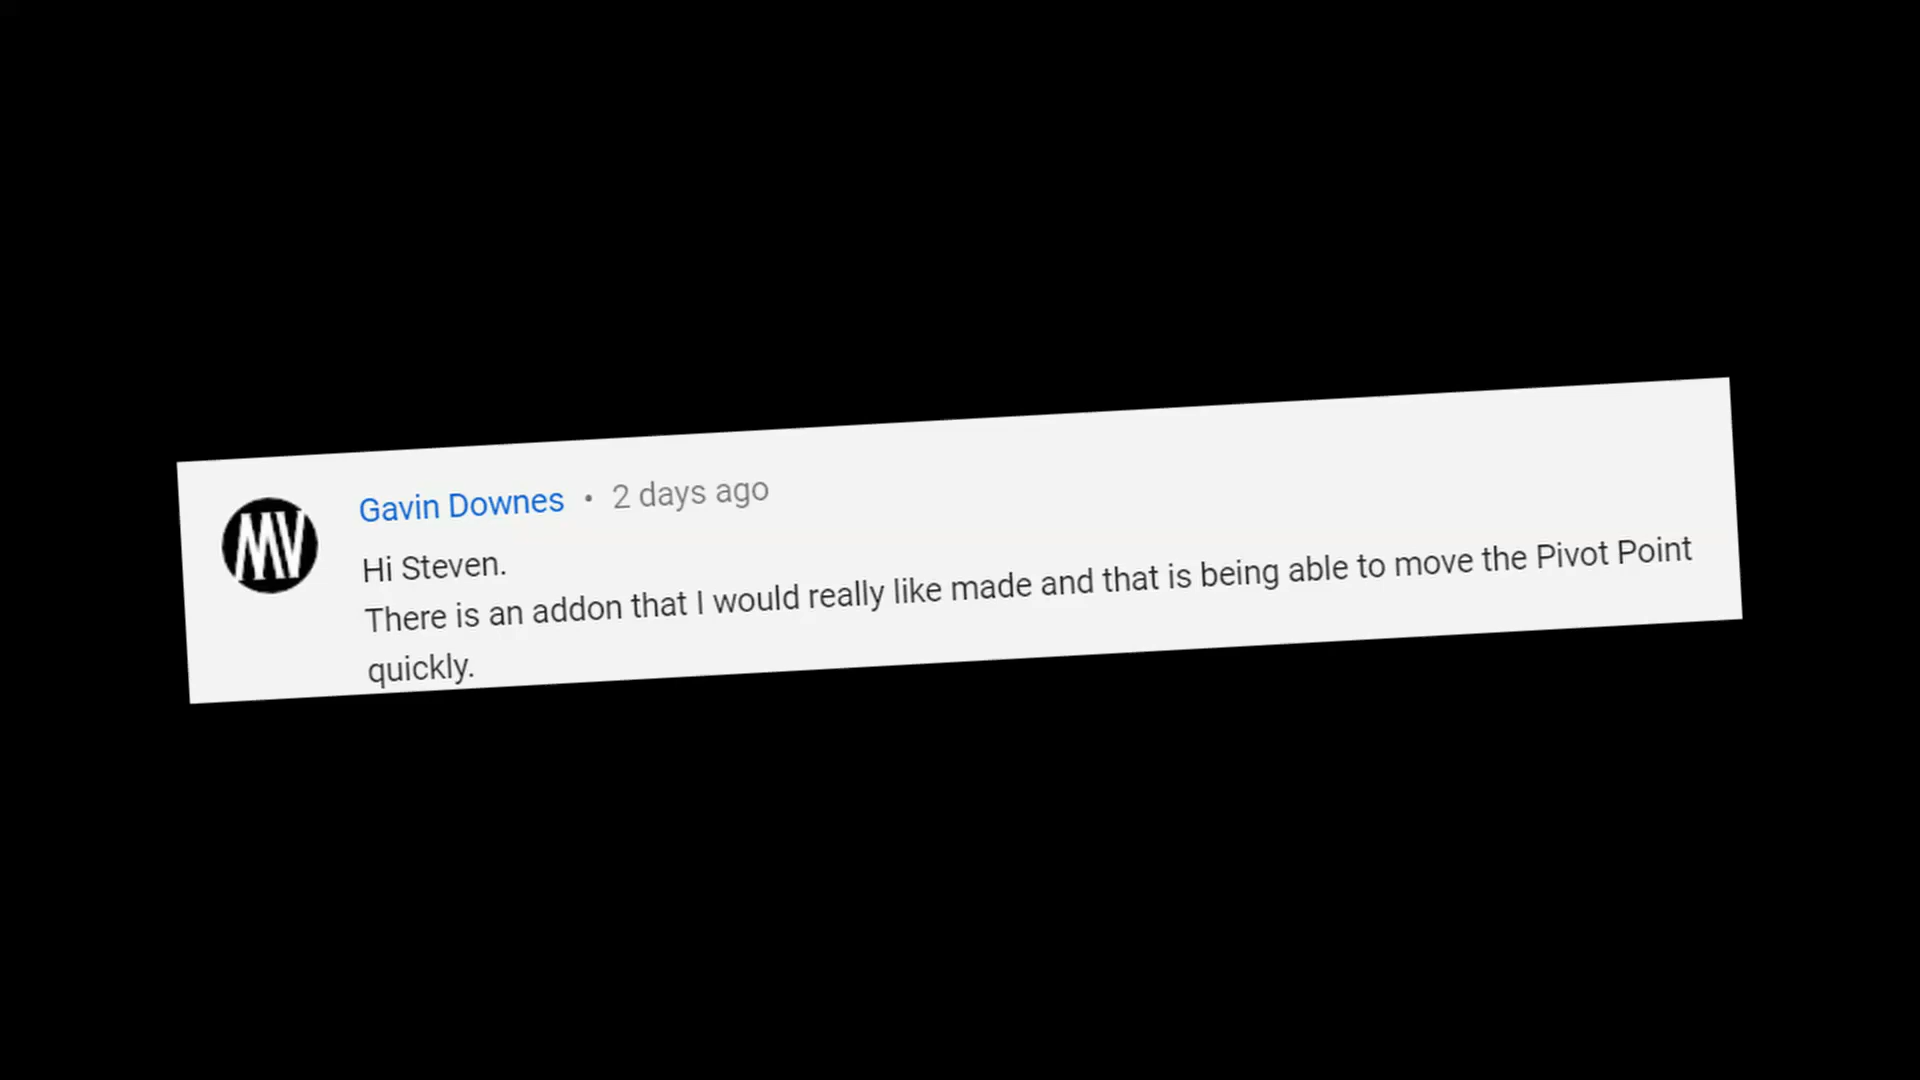 MV
Gavin Downes • 2 days ago
Hi Steven.
There is an addon that I would really like made and that is being able to move the Pivot Point
quickly.